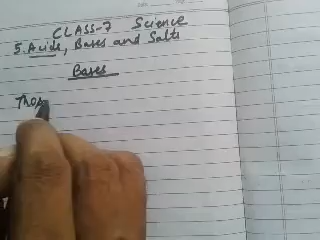 CLASS-7 Science
5. Acids, Bases and Salts
Bases